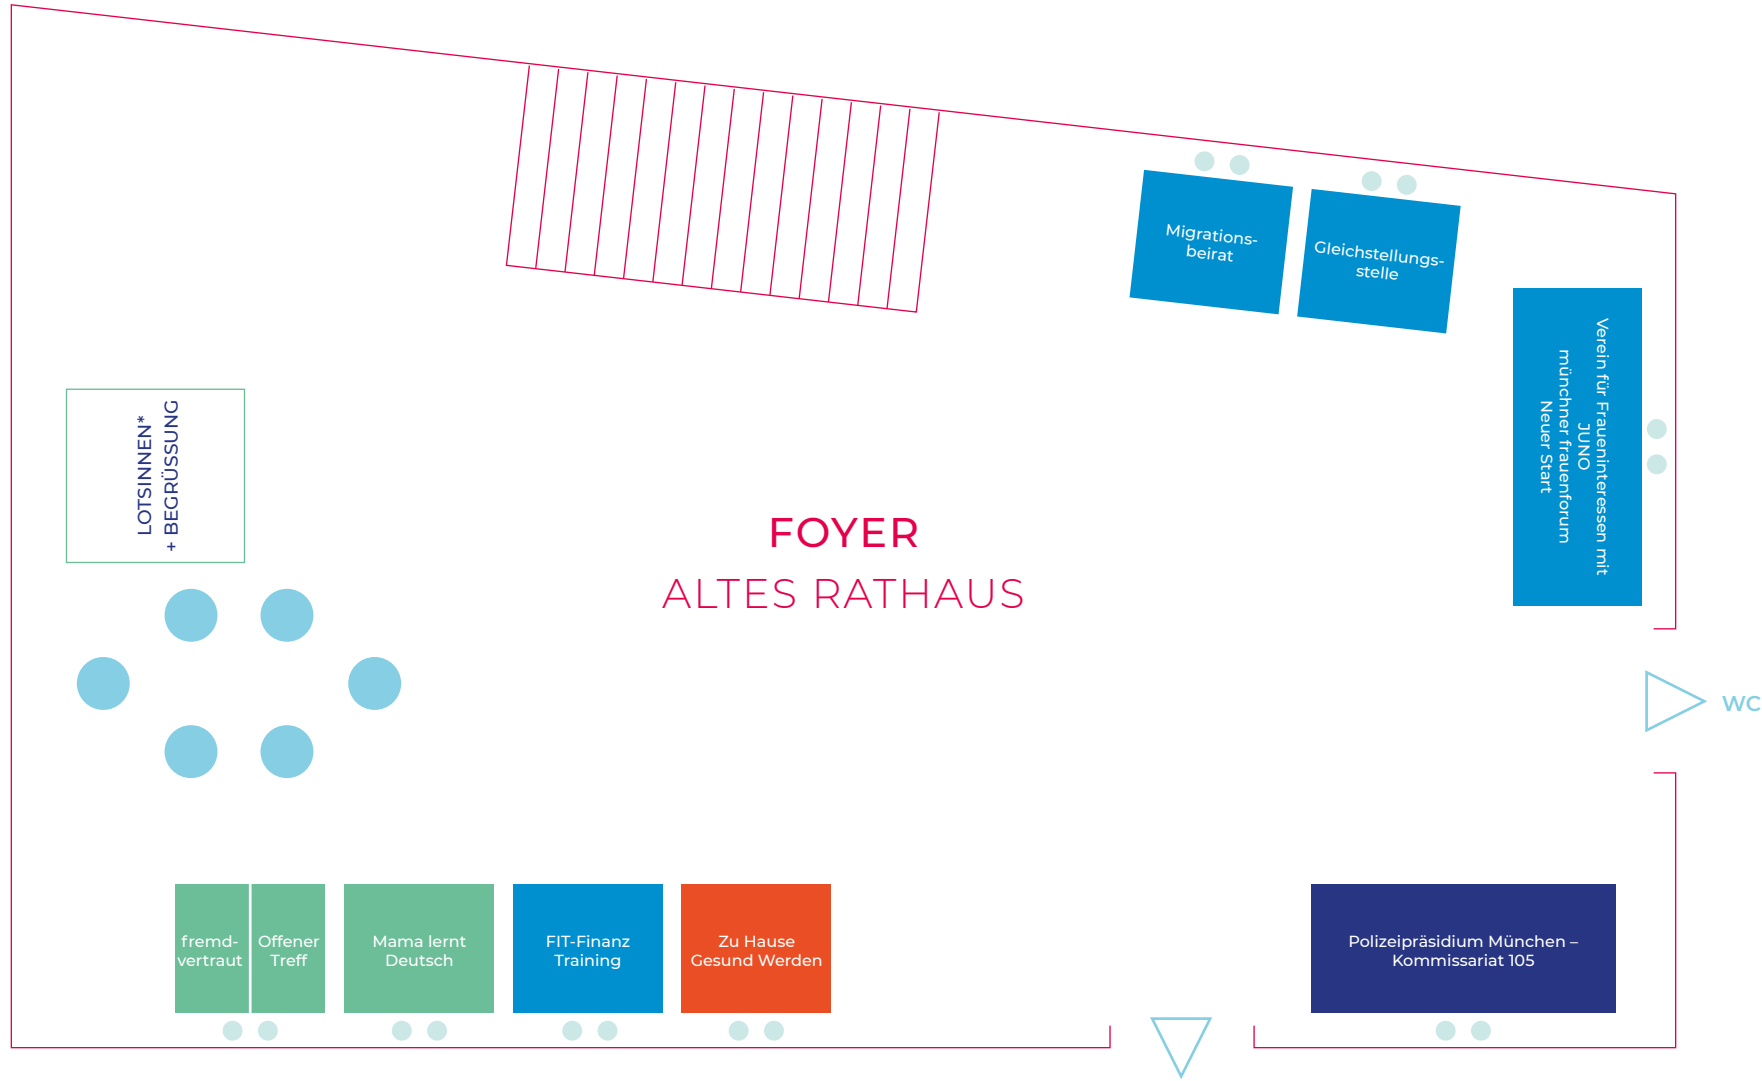 Migrations-
beirat
Gleichstellungs-
stelle
Verein für Fraueninteressen mit
JUNO
münchner frauenforum
Neuer Start
LOTSINNEN*
+ BEGRÜSSUNG
FOYER
ALTES RATHAUS
WC
fremd-
vertraut
Offener
Treff
Mama lernt
Deutsch
FIT-Finanz
Training
Zu Hause
Gesund Werden
Polizeipräsidium München –
Kommissariat 105